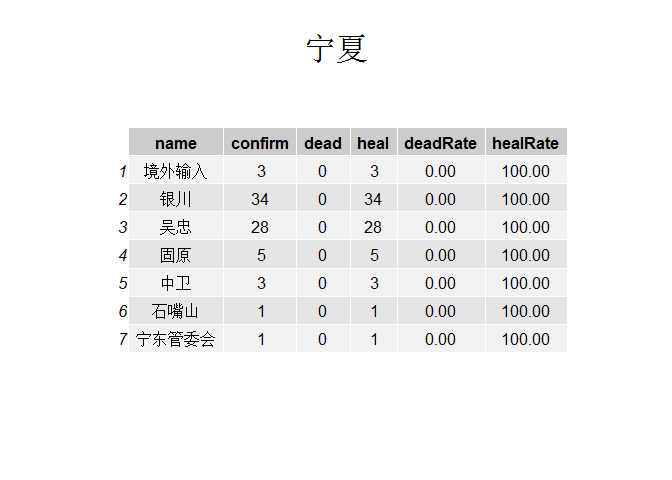 宁夏
name confirm dead heal deadRate healRate
1 境外输入 3 0 3 0.00 100.00
2 银川 34 0 34 0.00 100.00
3 吴忠 28 0 28 0.00 100.00
4 固原 5 0 5 0.00 100.00
5 中卫 3 0 3 0.00 100.00
6 石嘴山 1 0 1 0.00 100.00
7 宁东管委会 1 0 1 0.00 100.00